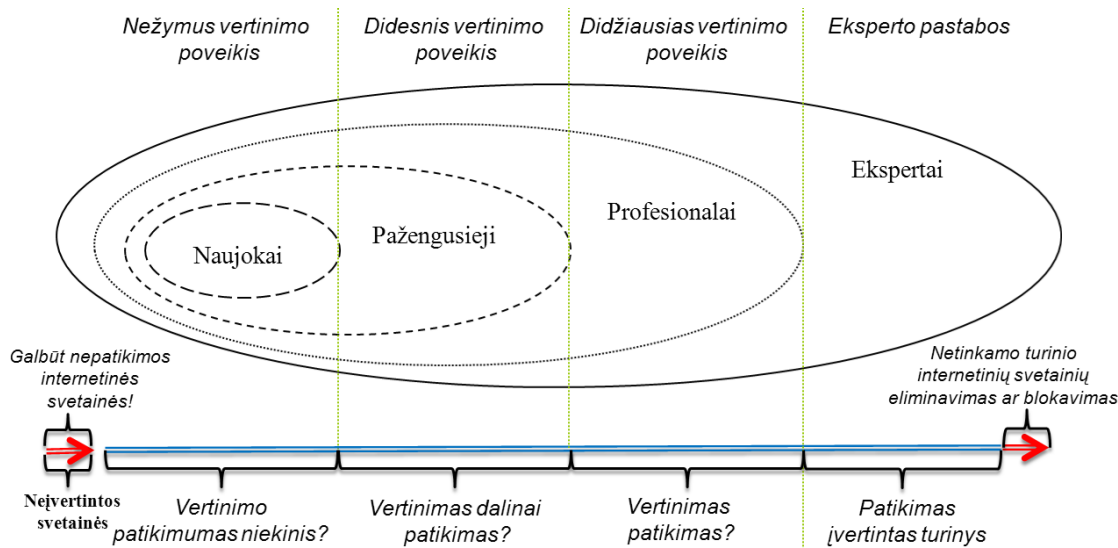 Nežymus vertinimo
poveikis
Didesnis vertinimo
poveikis
Didžiausias vertinimo
poveikis
Eksperto pastabos
Ekspertai
Profesionalai
Pažengusieji
Naujokai
Galbūt nepatikimos
internetinės
svetainės!
Netinkamo turinio
internetinių svetainių
eliminavimas ar blokavimas
Neįvertintos
svetainės
Vertinimo
patikimumas niekinis?
Vertinimas dalinai
patikimas?
Vertinimas
patikimas?
Patikimas
įvertintas turinys